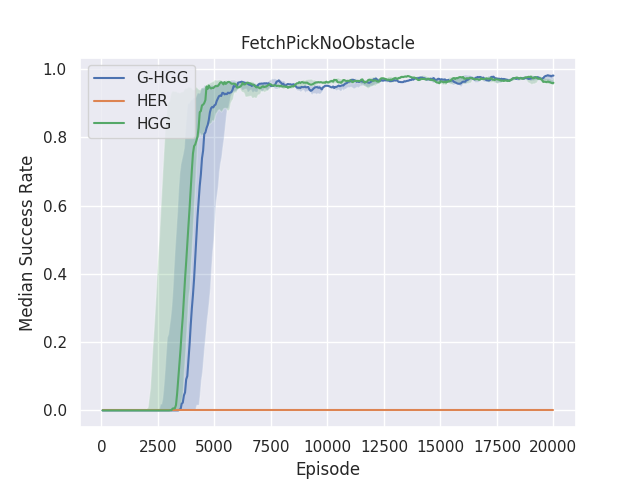 FetchPickNoObstacle
G-HGG
HER
HGG
Median Success Rate
1.0
0.8
0.6
0.4
0.2
0.0
0 2500 5000 7500 10000 12500 15000 17500 20000
Episode